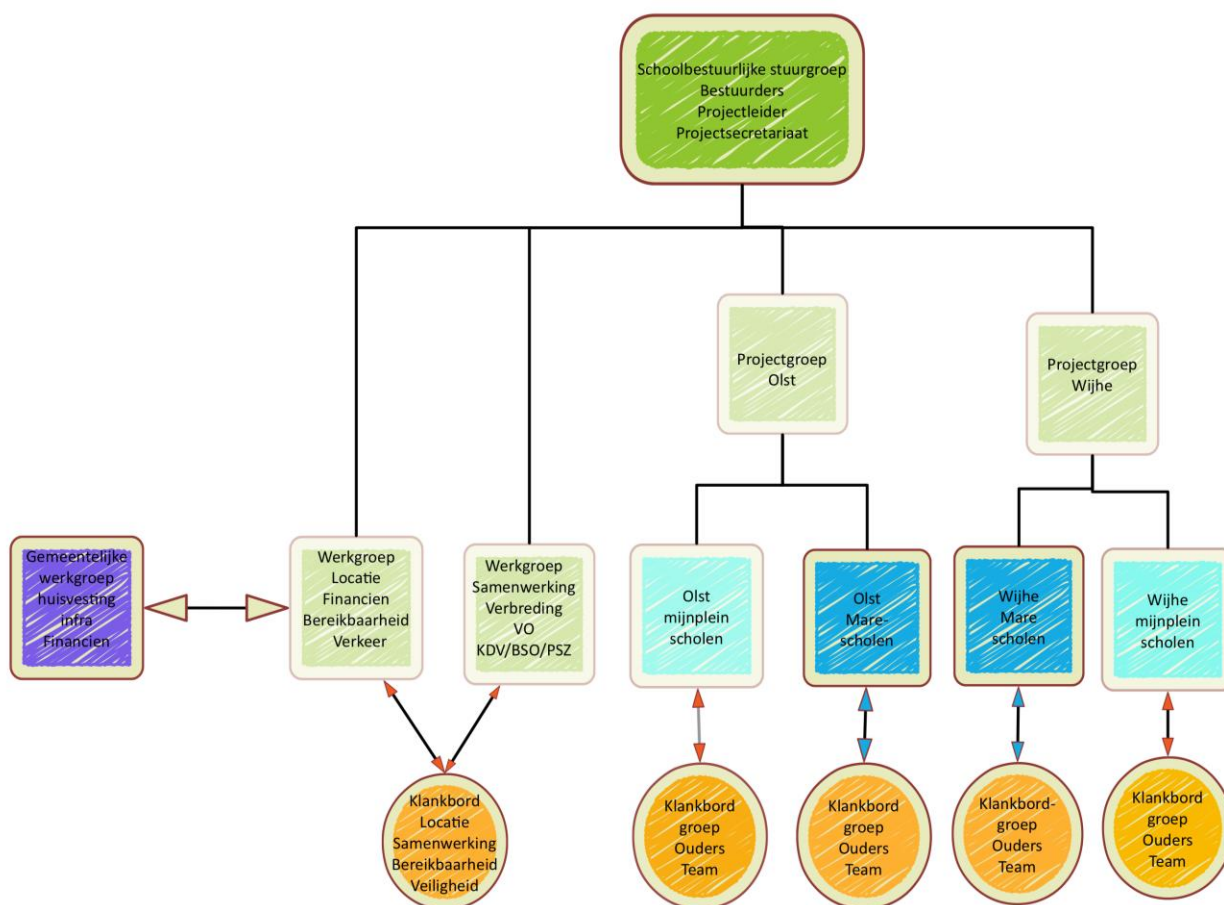 Schoolbestuurlijke stuurgroep
Bestuurders
Projectleider
Projectsecretariaat
Projectgroep
Olst
Projectgroep
Wijhe
Gemeentelijke
werkgroep
huisvesting
infra
Financien
Werkgroep
Locatie
Financien
Bereikbaarheid
Verkeer
Werkgroep
Samenwerking
Verbreding
VO
KDV/BSO/PSZ
Olst
mijnplein
scholen
Olst
Mare-
scholen
Wijhe
Mare
scholen
Wijhe
mijnplein
scholen
Klankbord
Locatie
Samenwerking
Bereikbaarheid
Veiligheid
Klankbord
groep
Ouders
Team
Klankbord
groep
Ouders
Team
Klankbord-
groep
Ouders
Team
Klankbord
groep
Ouders
Team